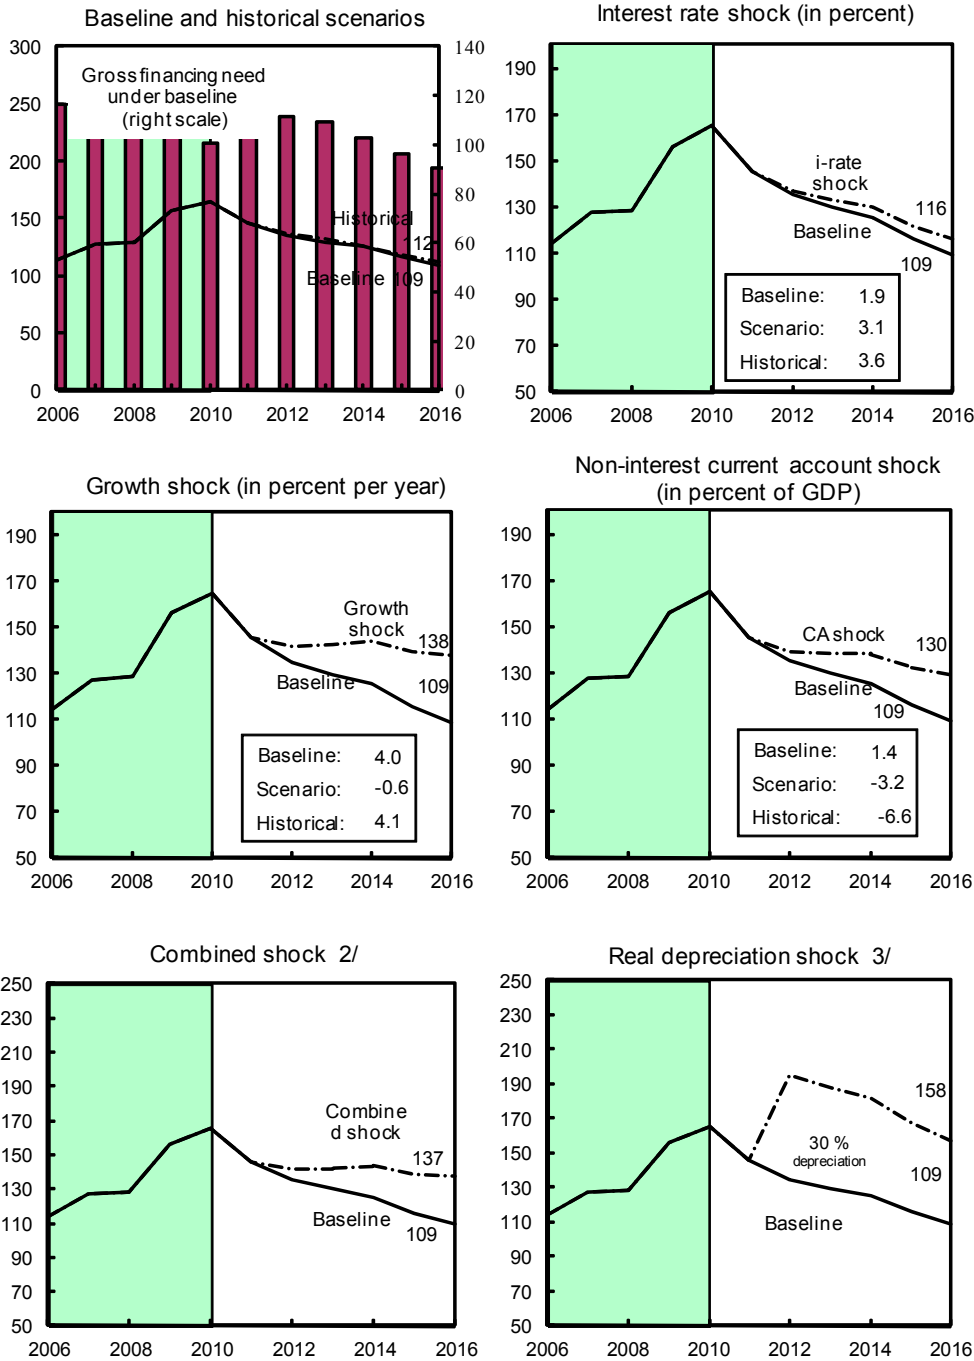 Baseline and historical scenarios
300
250
200
150
100
50
0
140
120
100
80
60
40
20
0
Gross financing need
under baseline
(right scale)
Historical
112
Baseline 109
2006 2008 2010 2012 2014 2016
Interest rate shock (in percent)
190
170
150
130
110
90
70
50
i-rate
shock
116
Baseline
109
Baseline: 1.9
Scenario: 3.1
Historical: 3.6
2006 2008 2010 2012 2014 2016
Growth shock (in percent per year)
190
170
150
130
110
90
70
50
Growth
shock
138
Baseline
109
Baseline: 4.0
Scenario: -0.6
Historical: 4.1
2006 2008 2010 2012 2014 2016
Non-interest current account shock
(in percent of GDP)
190
170
150
130
110
90
70
50
CA shock
130
Baseline
109
Baseline: 1.4
Scenario: -3.2
Historical: -6.6
2006 2008 2010 2012 2014 2016
Combined shock 2/
250
230
210
190
170
150
130
110
90
70
50
Combine
d shock
137
Baseline
109
2006 2008 2010 2012 2014 2016
Real depreciation shock 3/
250
230
210
190
170
150
130
110
90
70
50
158
30 %
depreciation
109
Baseline
2006 2008 2010 2012 2014 2016